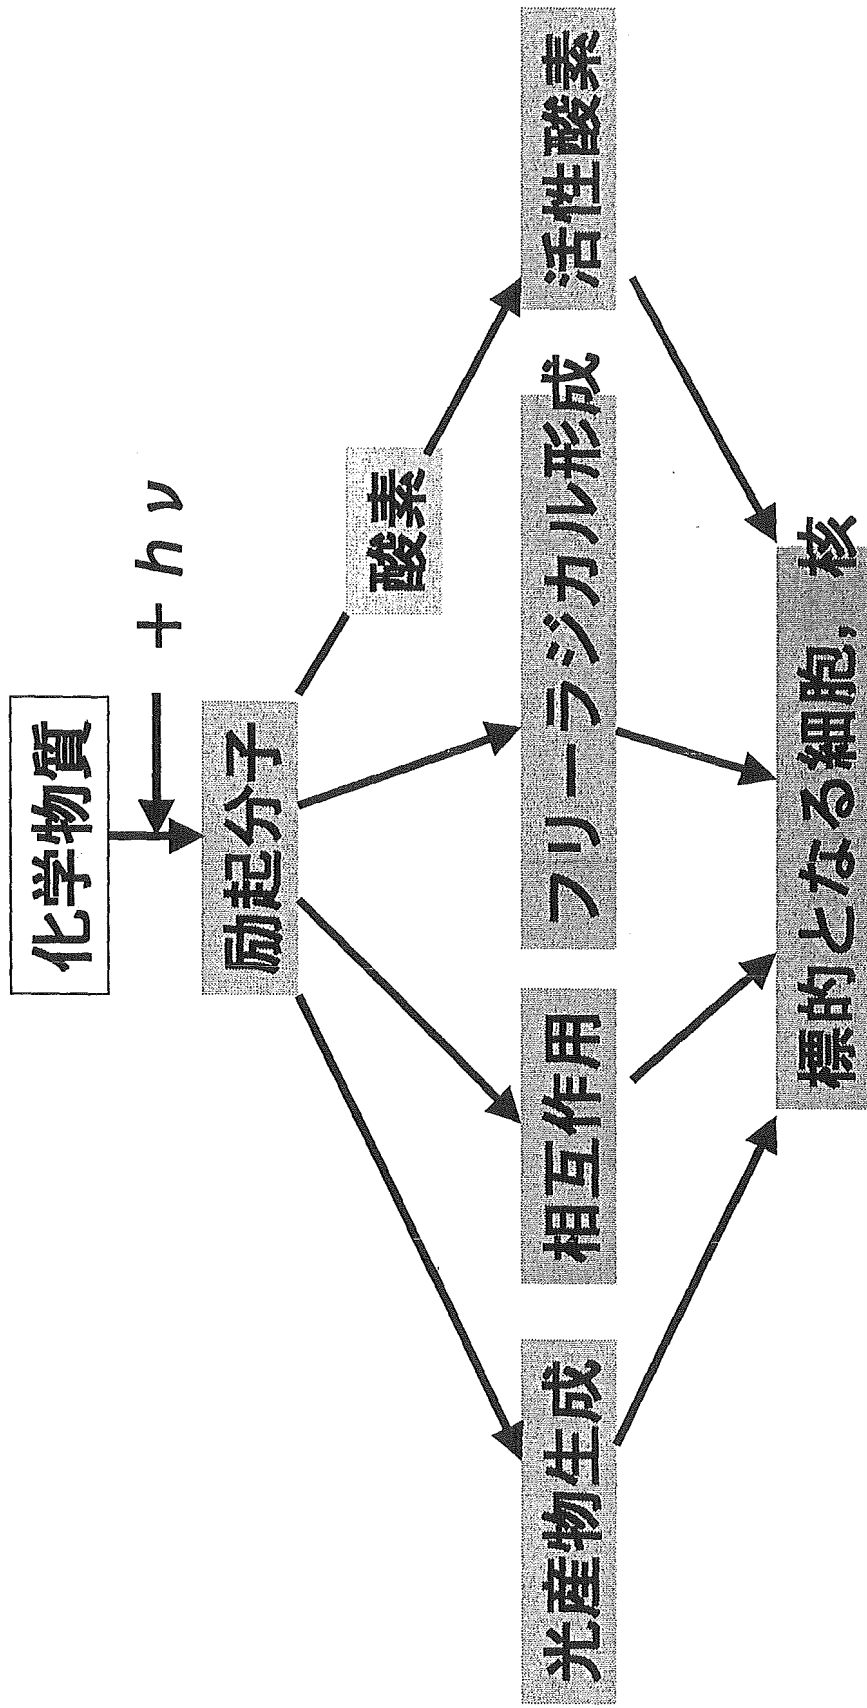 化学物質
+ hν
励起分子
酸素
光産物生成
相互作用
フリーラジカル形成
活性酸素
標的となる細胞, 核